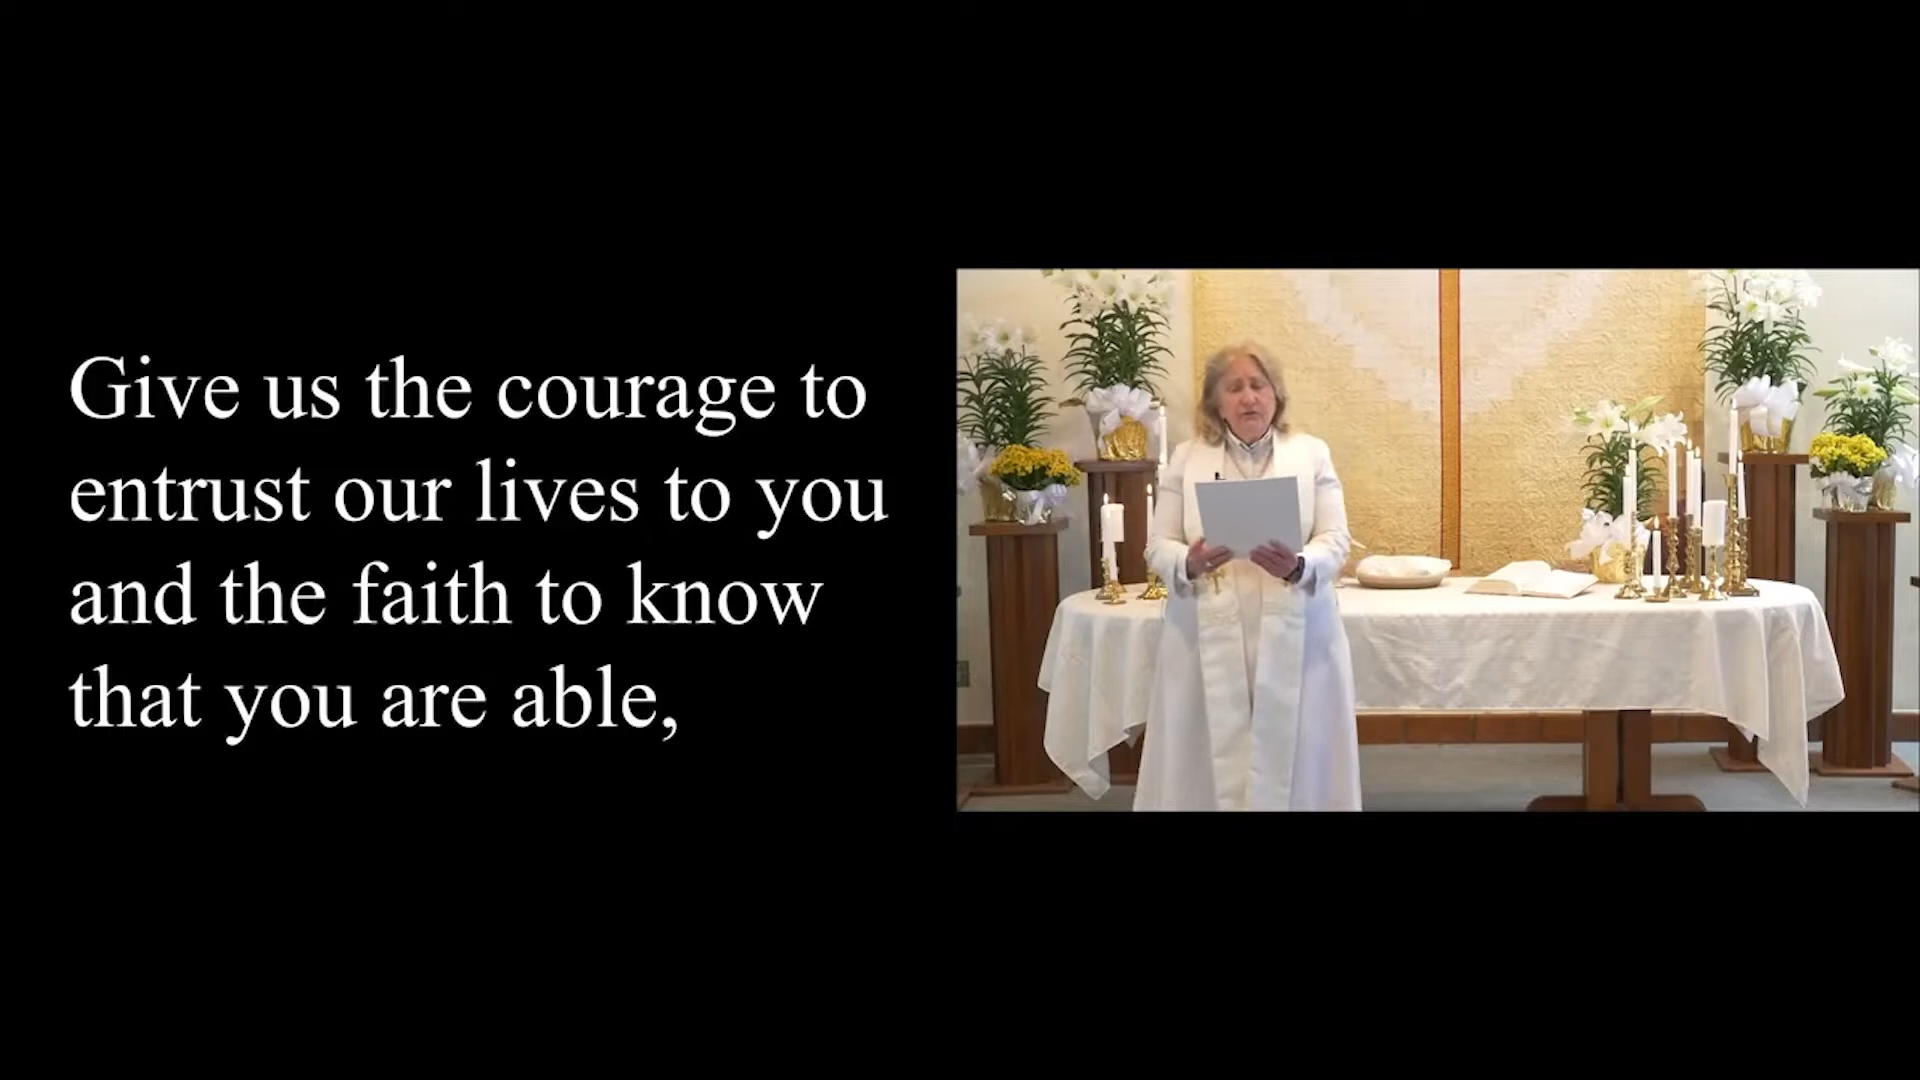 Give us the courage to
entrust our lives to you
and the faith to know
that you are able,